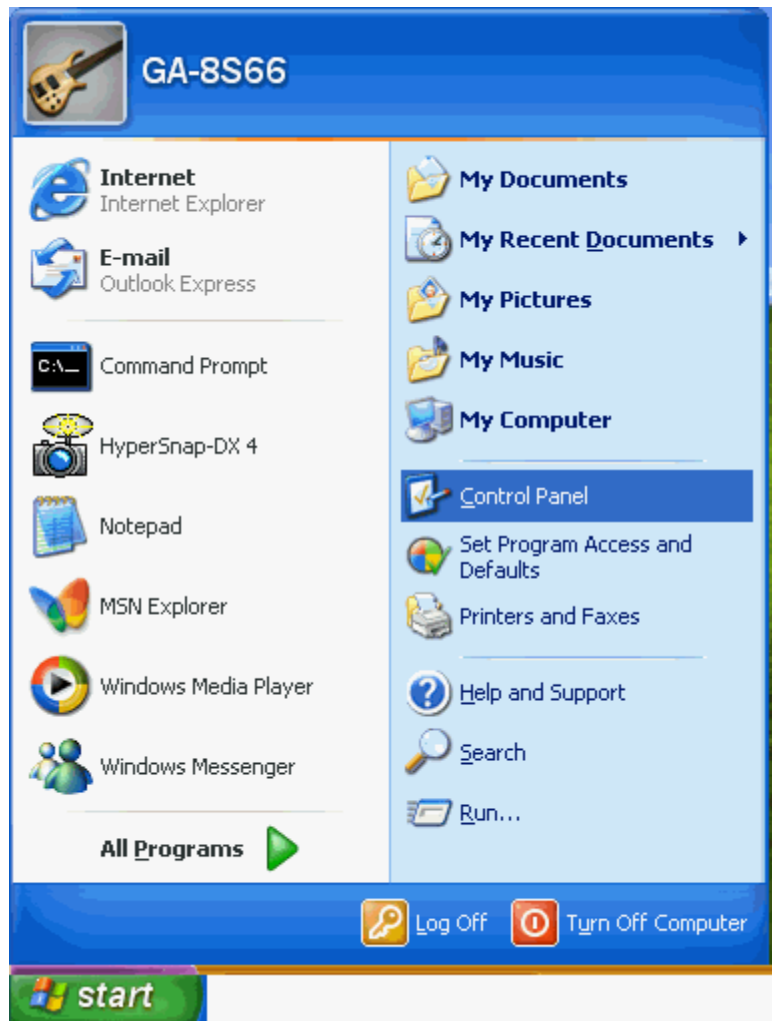 GA-8S66
Internet
Internet Explorer
E-mail
Outlook Express
C:\_
Command Prompt
HyperSnap-DX 4
Notepad
MSN Explorer
Windows Media Player
Windows Messenger
All Programs
My Documents
My Recent Documents
My Pictures
My Music
My Computer
Control Panel
Set Program Access and
Defaults
Printers and Faxes
Help and Support
Search
Run...
Log Off
Turn Off Computer
start